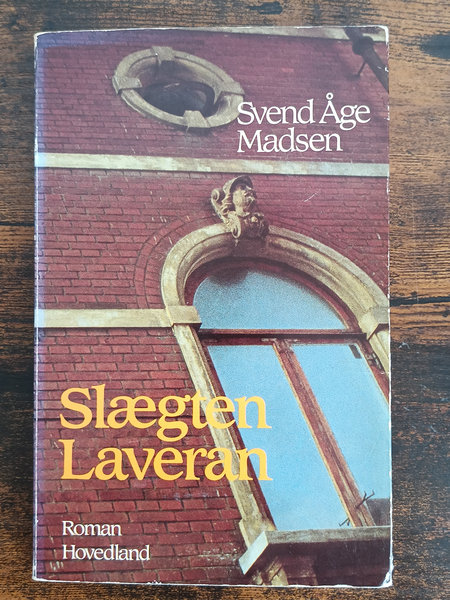 Svend Åge
Madsen
Slægten
Laveran
Roman
Hovedland